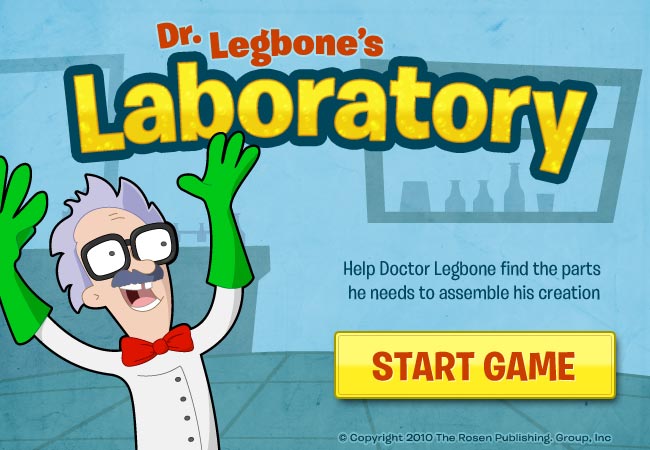 Dr. Legbone's
Laboratory
Help Doctor Legbone find the parts
he needs to assemble his creation
START GAME
© Copyright 2010 The Rosen Publishing, Group, Inc